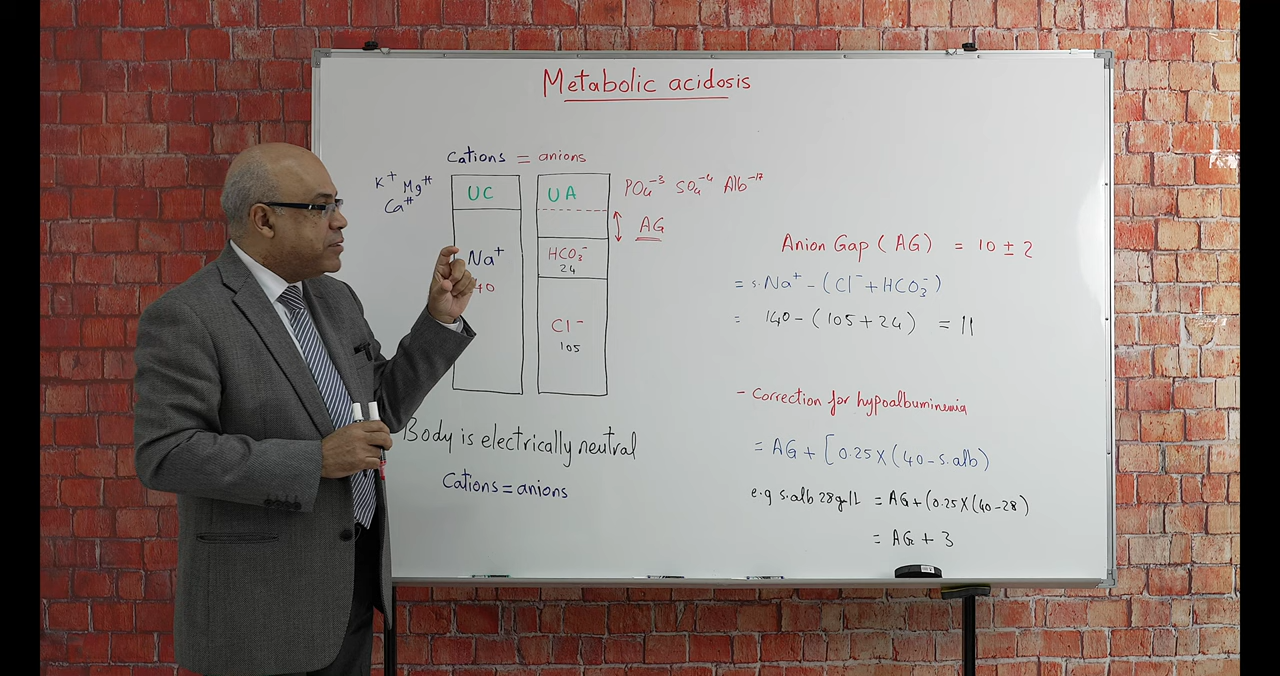 Metabolic acidosis
Cations = anions
K⁺ Mg⁺⁺
Ca⁺⁺
UC
Na⁺
40
UA
HCO₃⁻
24
Cl⁻
105
PO₄⁻³ SO₄⁻⁴ Alb⁻¹⁷
AG
Body is electrically neutral
Cations = anions
Anion Gap (AG) = 10 ± 2
= s.Na⁺ - (Cl⁻ + HCO₃⁻)
= 140 - (105 + 24) = 11
- Correction for hypoalbuminemia
= AG + [0.25 X (40 - s.alb)
e.g s.alb 28g/L = AG + (0.25 X (40 - 28)
= AG + 3